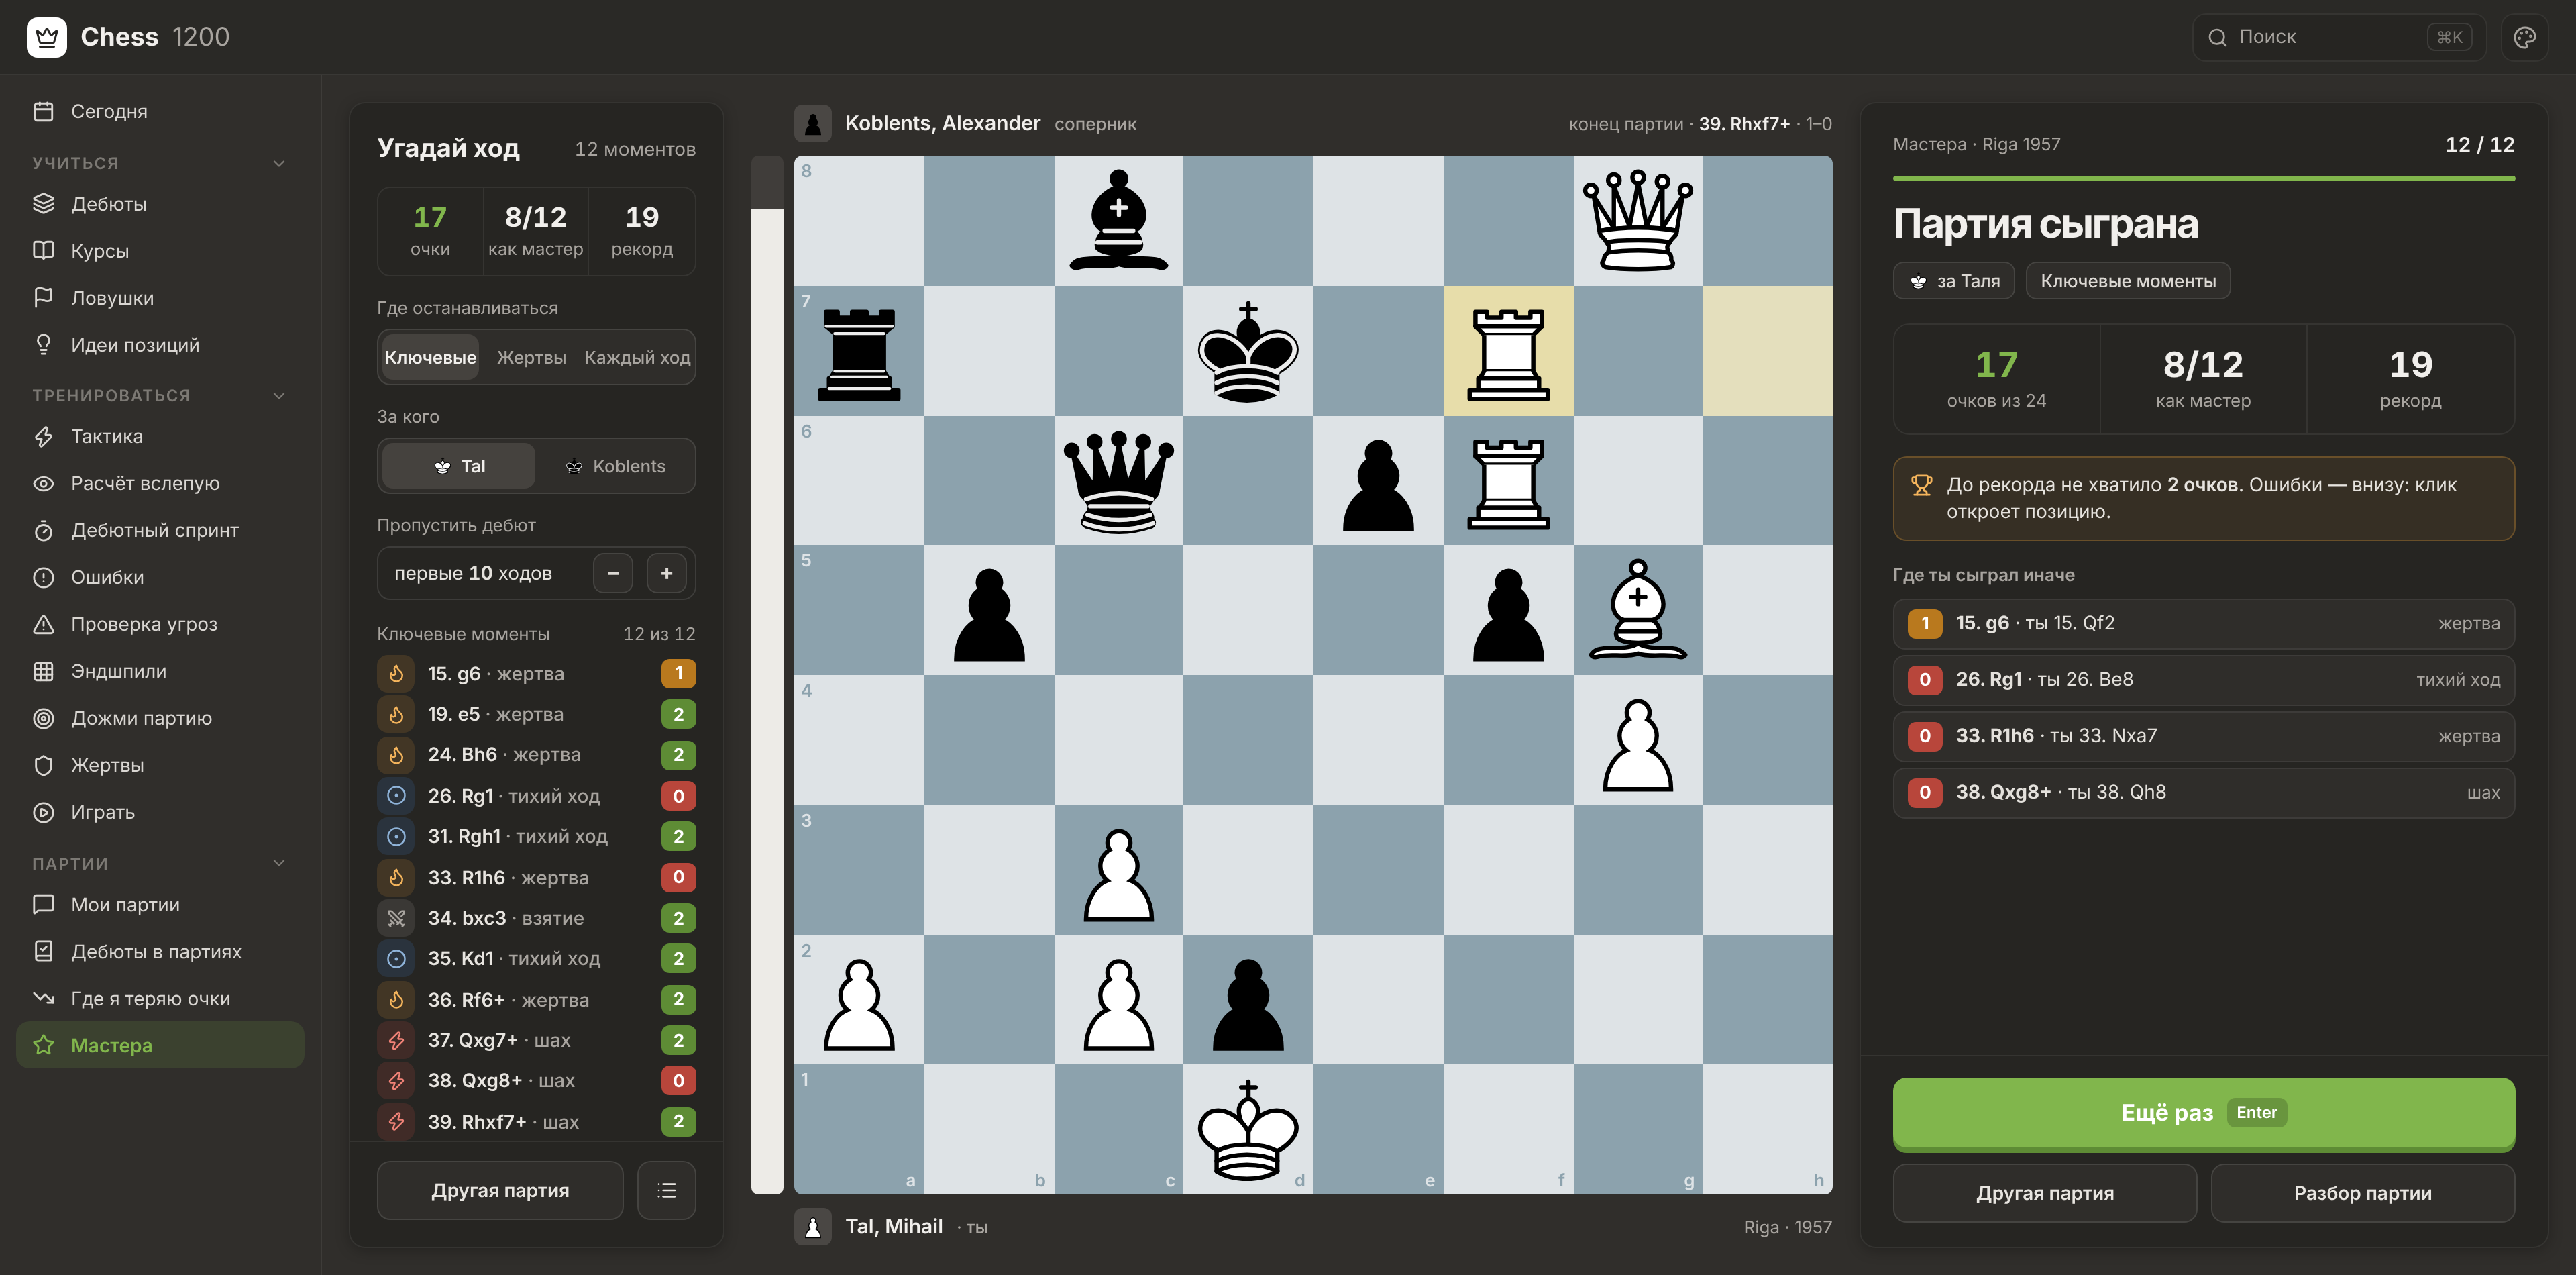 Chess 1200
Поиск ⌘K
Сегодня
УЧИТЬСЯ
Дебюты
Курсы
Ловушки
Идеи позиций
ТРЕНИРОВАТЬСЯ
Тактика
Расчёт вслепую
Дебютный спринт
Ошибки
Проверка угроз
Эндшпили
Дожми партию
Жертвы
Играть
ПАРТИИ
Мои партии
Дебюты в партиях
Где я теряю очки
Мастера
Угадай ход 12 моментов
17 8/12 19
очки как мастер рекорд
Где останавливаться
Ключевые Жертвы Каждый ход
За кого
Tal Koblents
Пропустить дебют
первые 10 ходов − +
Ключевые моменты 12 из 12
15. g6 · жертва 1
19. e5 · жертва 2
24. Bh6 · жертва 2
26. Rg1 · тихий ход 0
31. Rgh1 · тихий ход 2
33. R1h6 · жертва 0
34. bxc3 · взятие 2
35. Kd1 · тихий ход 2
36. Rf6+ · жертва 2
37. Qxg7+ · шах 2
38. Qxg8+ · шах 0
39. Rhxf7+ · шах 2
Другая партия
Koblents, Alexander соперник конец партии · 39. Rhxf7+ · 1–0
8
7
6
5
4
3
2
1
a b c d e f g h
Tal, Mihail · ты Riga · 1957
Мастера · Riga 1957 12 / 12
Партия сыграна
за Таля Ключевые моменты
17 8/12 19
очков из 24 как мастер рекорд
До рекорда не хватило 2 очков. Ошибки — внизу: клик
откроет позицию.
Где ты сыграл иначе
1 15. g6 · ты 15. Qf2 жертва
0 26. Rg1 · ты 26. Be8 тихий ход
0 33. R1h6 · ты 33. Nxa7 жертва
0 38. Qxg8+ · ты 38. Qh8 шах
Ещё раз Enter
Другая партия Разбор партии